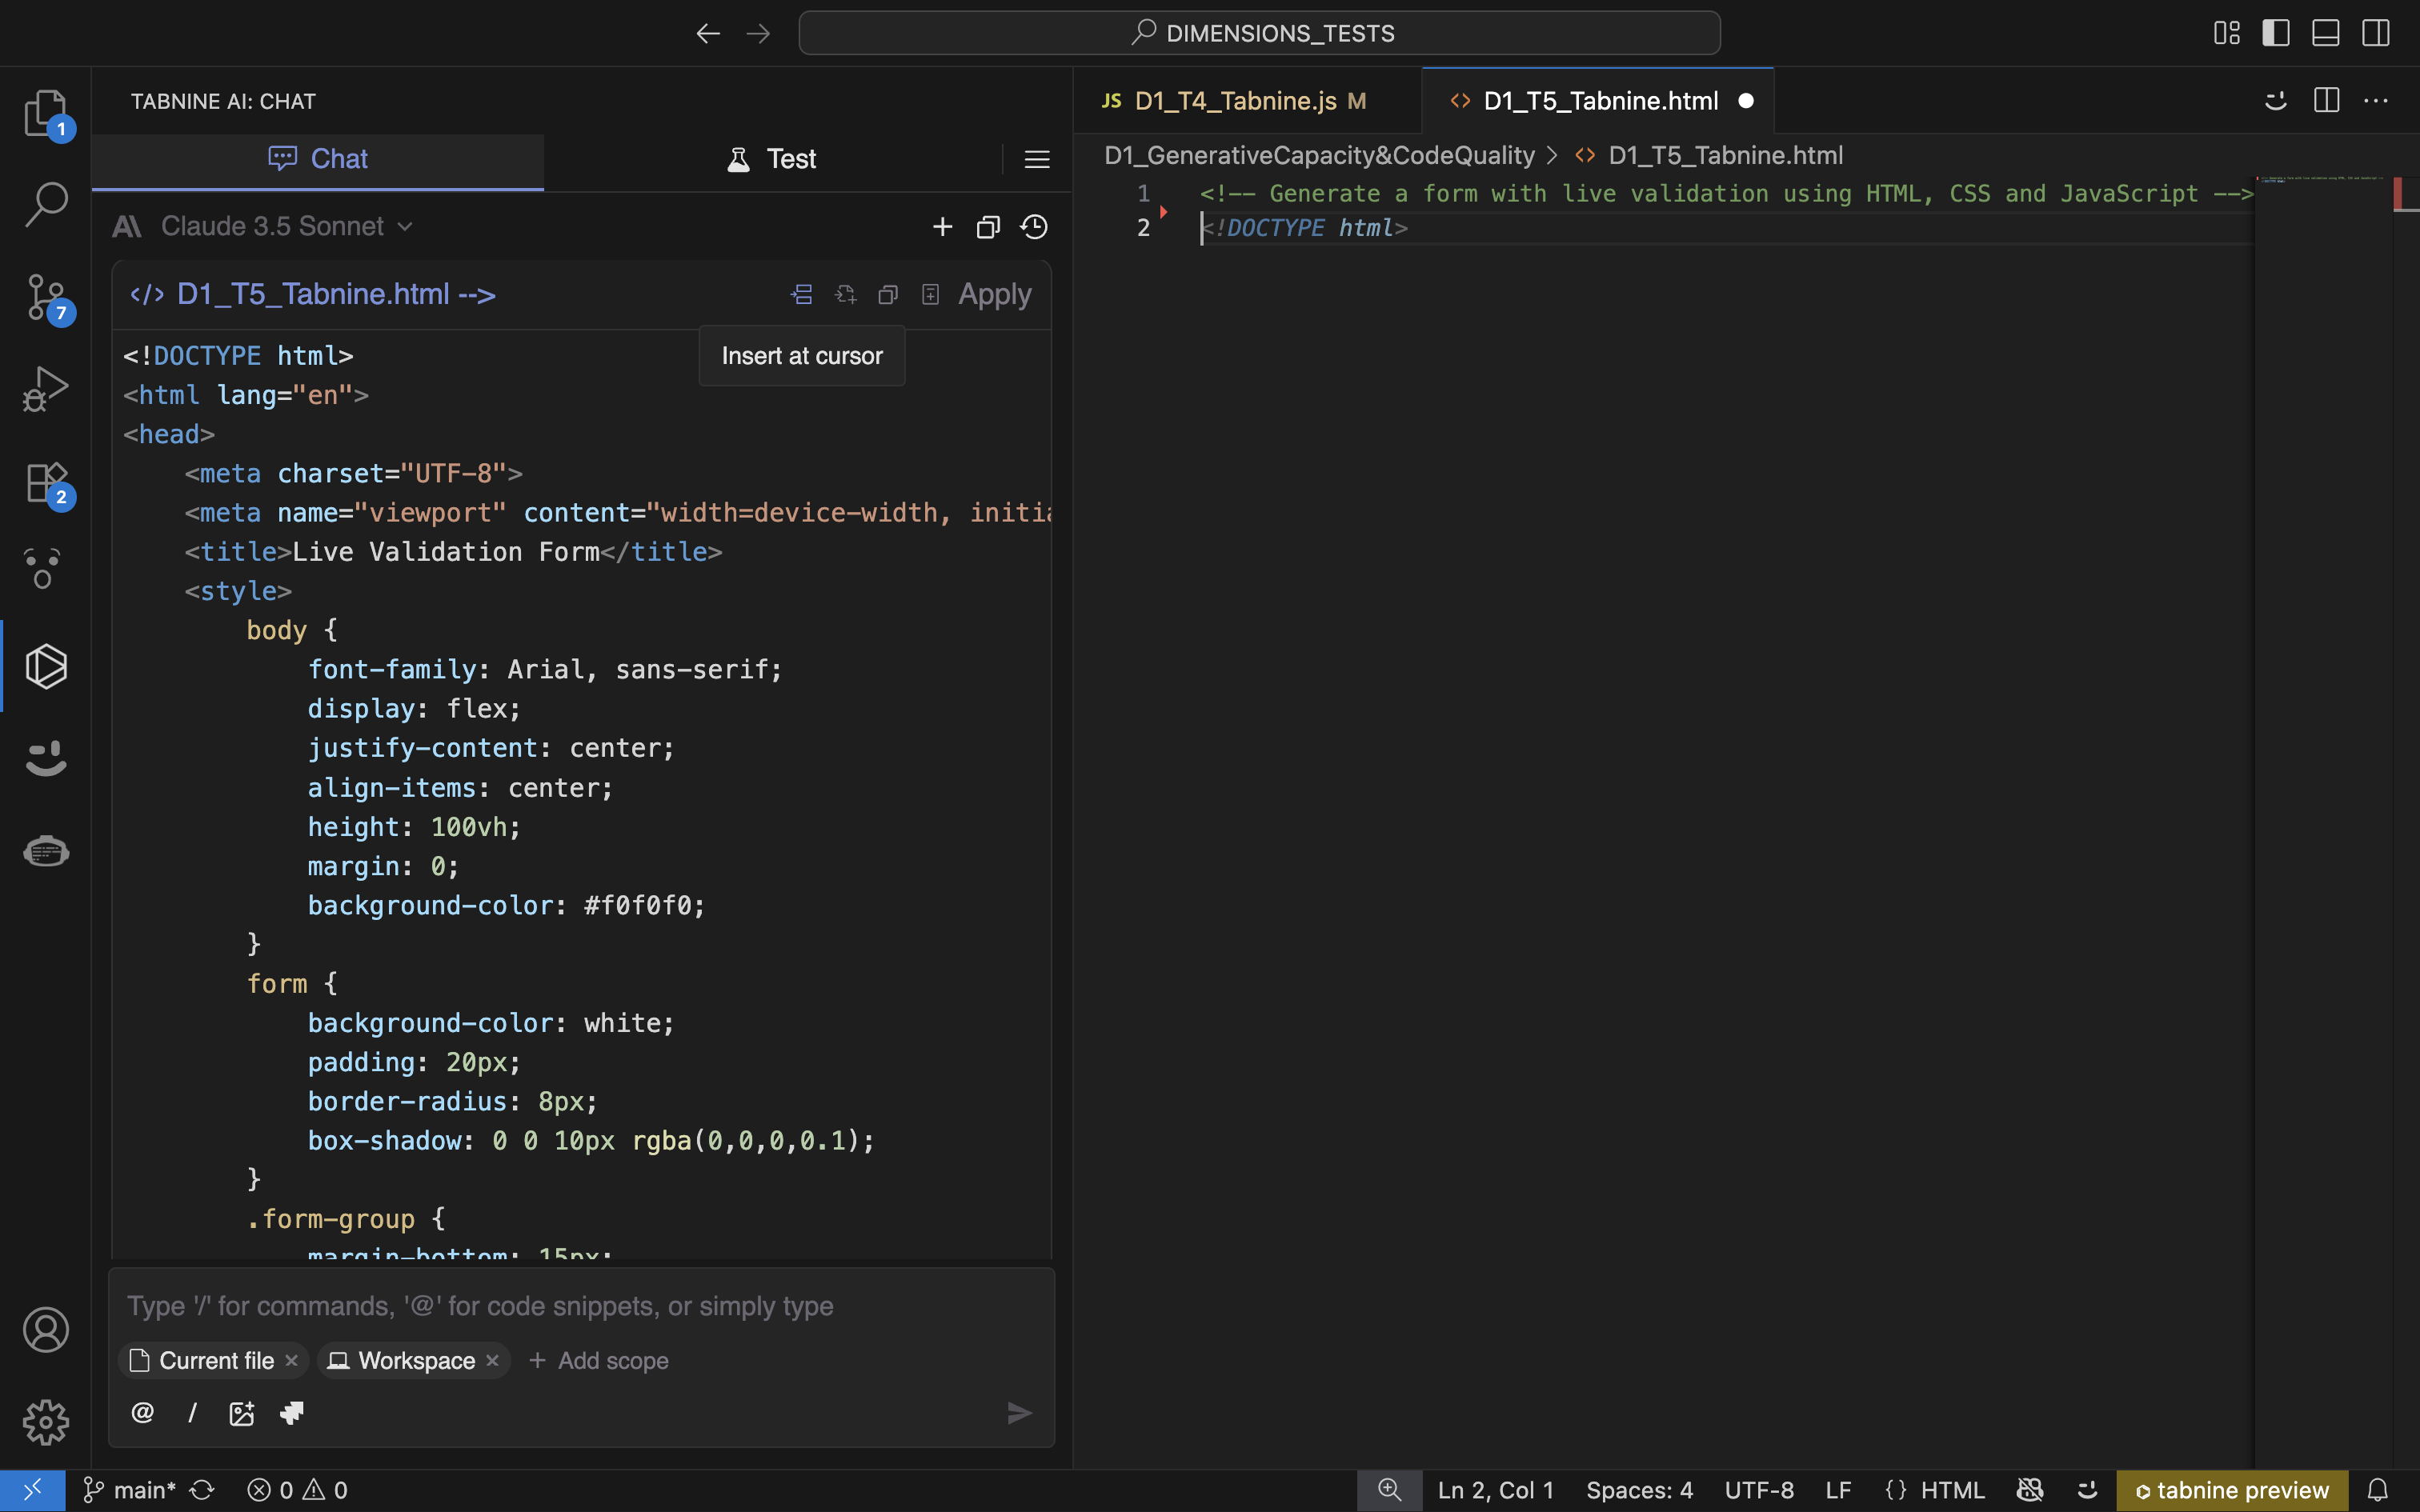 DIMENSIONS_TESTS
TABNINE AI: CHAT
Chat
Test
Claude 3.5 Sonnet
</> D1_T5_Tabnine.html -->
Apply
Insert at cursor
<!DOCTYPE html>
<html lang="en">
<head>
<meta charset="UTF-8">
<meta name="viewport" content="width=device-width, initia
<title>Live Validation Form</title>
<style>
body {
font-family: Arial, sans-serif;
display: flex;
justify-content: center;
align-items: center;
height: 100vh;
margin: 0;
background-color: #f0f0f0;
}
form {
background-color: white;
padding: 20px;
border-radius: 8px;
box-shadow: 0 0 10px rgba(0,0,0,0.1);
}
.form-group {
margin-bottom: 15px;
Type '/' for commands, '@' for code snippets, or simply type
Current file × Workspace × + Add scope
@ /
1
7
2
JS D1_T4_Tabnine.js M
<> D1_T5_Tabnine.html
D1_GenerativeCapacity&CodeQuality > <> D1_T5_Tabnine.html
1 <!-- Generate a form with live validation using HTML, CSS and JavaScript -->
2 <!DOCTYPE html>
main* 0 0 Ln 2, Col 1 Spaces: 4 UTF-8 LF {} HTML tabnine preview